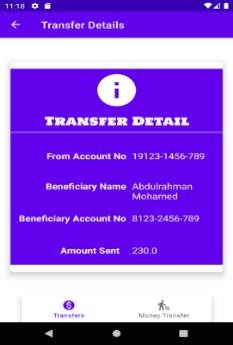 11:18
Transfer Details
i
TRANSFER DETAIL
From Account No 19123-1456-789
Beneficiary Name Abdulrahman
Mohamed
Beneficiary Account No 8123-2456-789
Amount Sent 230.0
$
Transfers Money Transfer